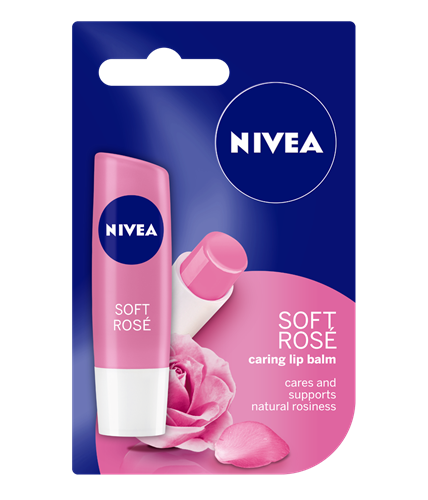 NIVEA
NIVEA
SOFT
ROSÉ
SOFT
ROSÉ
caring lip balm
cares and
supports
natural rosiness